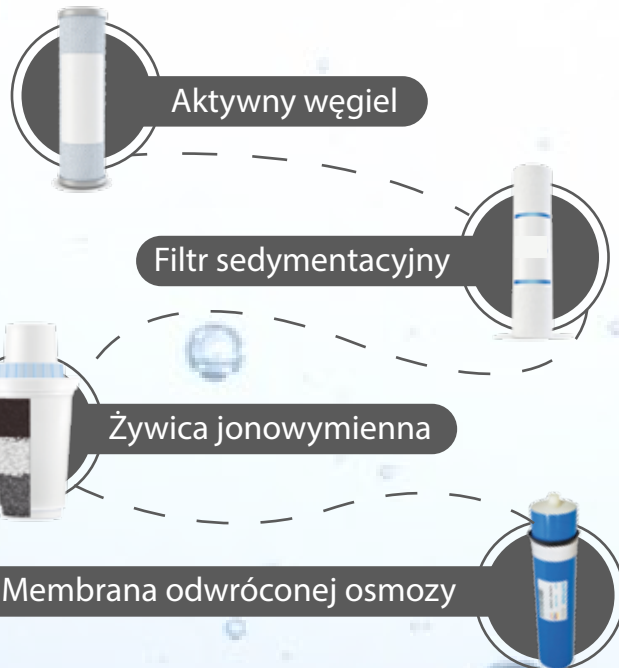 Aktywny węgiel
Filtr sedymentacyjny
Żywica jonowymienna
Membrana odwróconej osmozy